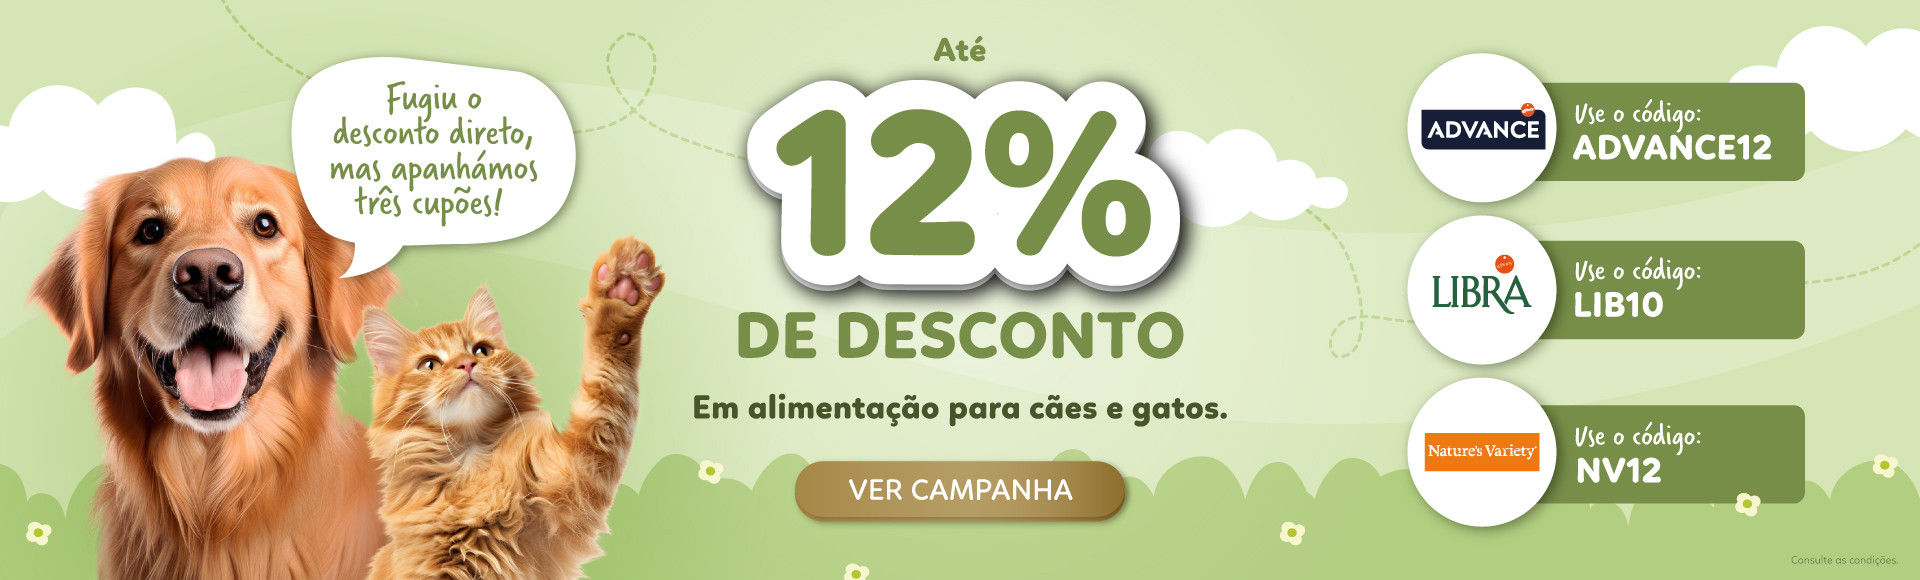 Fugiu o
desconto direto,
mas apanhámos
três cupões!
Até
12%
DE DESCONTO
Em alimentação para cães e gatos.
VER CAMPANHA
ADVANCE
Use o código:
ADVANCE12
LIBRA
Use o código:
LIB10
Nature's Variety
Use o código:
NV12
Consulte as condições.